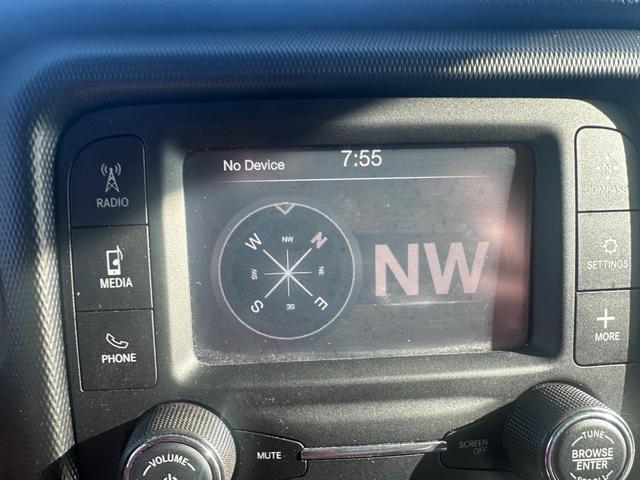 No Device 7:55
RADIO
MEDIA
PHONE
W NW N
SW NE
S SE E
NW
COMPASS
SETTINGS
MORE
VOLUME
MUTE
SCREEN OFF
TUNE
BROWSE
ENTER